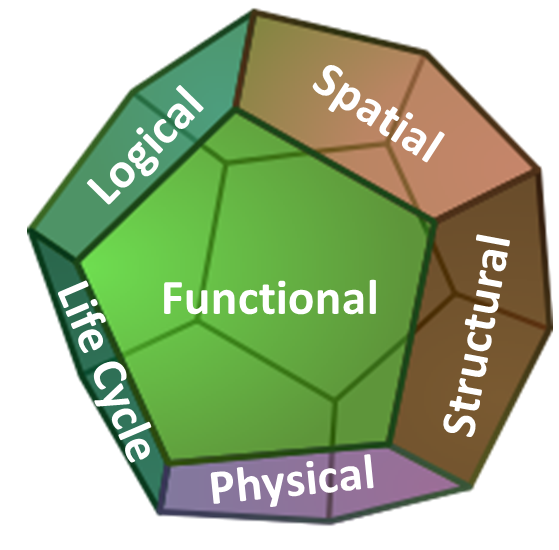 Logical
Spatial
Functional
Structural
Life Cycle
Physical